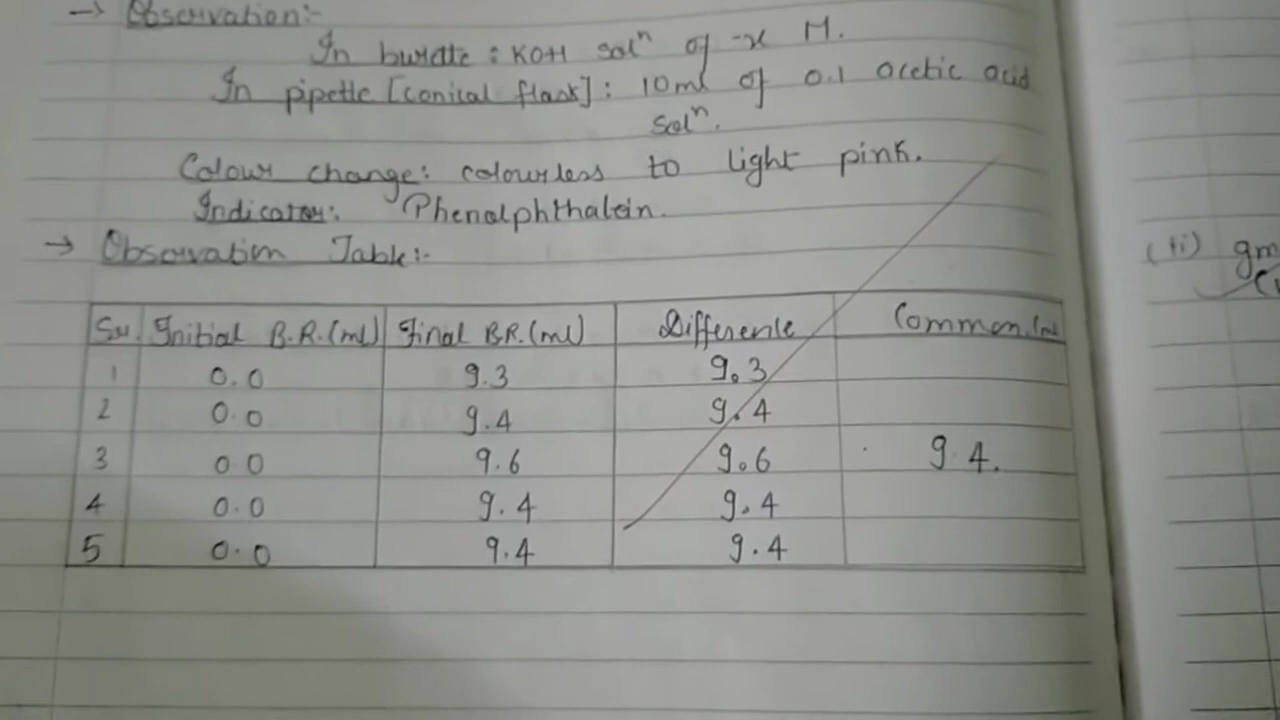 → Observation:-
In burette : KOH solⁿ of x M.
In pipette [conical flask] : 10ml of 0.1 acetic acid
solⁿ.
Colour change: colourless to light pink.
Indicator: Phenolphthalein.
→ Observation Table:-
Sr. Initial B.R.(ml) Final B.R.(ml) Difference Common.(ml
1 0.0 9.3 9.3
2 0.0 9.4 9.4
3 0.0 9.6 9.6 9.4.
4 0.0 9.4 9.4
5 0.0 9.4 9.4
(ii) gm